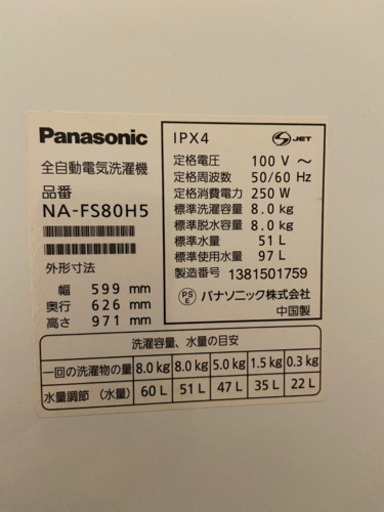 Panasonic
全自動電気洗濯機
品番
NA-FS80H5
外形寸法
幅 599 mm
奥行 626 mm
高さ 971 mm
IPX4
S JET
定格電圧 100 V ～
定格周波数 50/60 Hz
定格消費電力 250 W
標準洗濯容量 8.0 kg
標準脱水容量 8.0 kg
標準水量 51 L
標準使用水量 97 L
製造番号 1381501759
PS E パナソニック株式会社
中国製
洗濯容量、水量の目安
一回の洗濯物の量 8.0 kg 8.0 kg 5.0 kg 1.5 kg 0.3 kg
水量調節（水量） 60 L 51 L 47 L 35 L 22 L